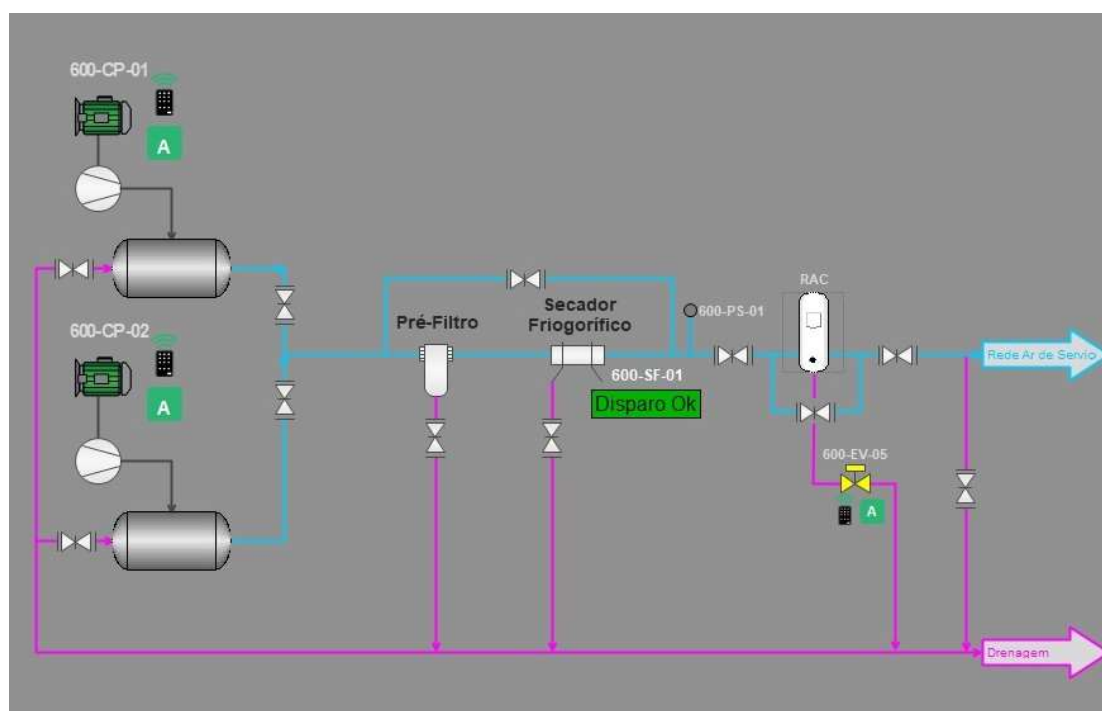 600-CP-01
A
600-CP-02
A
Pré-Filtro
Secador
Friogorífico
600-SF-01
Disparo Ok
600-PS-01
RAC
600-EV-05
A
Rede Ar de Servio
Drenagem